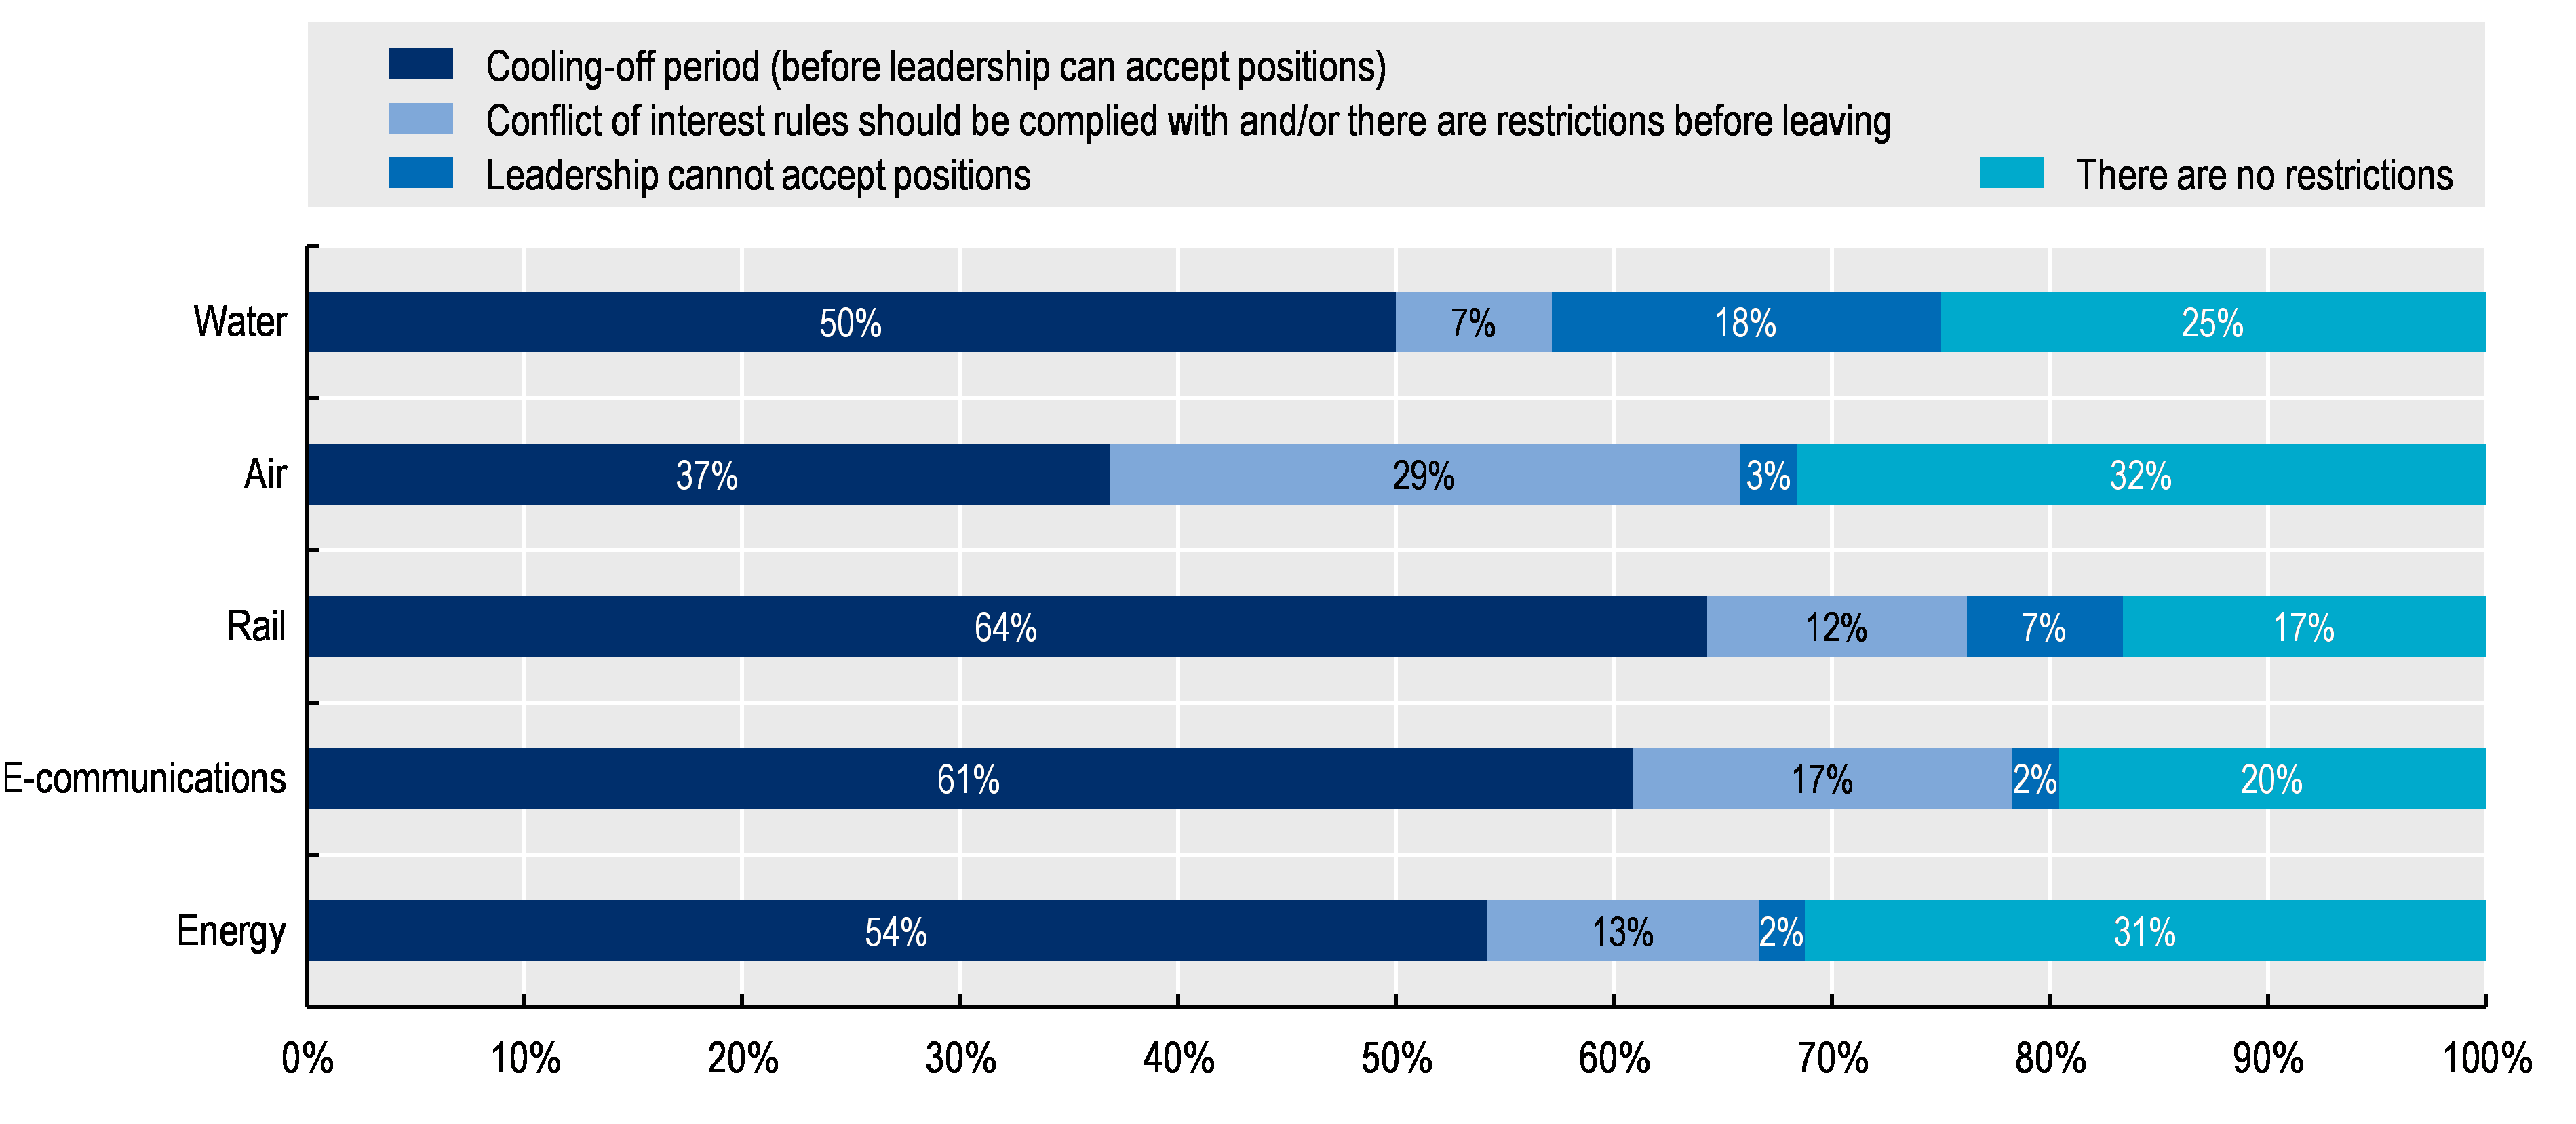 Cooling-off period (before leadership can accept positions)
Conflict of interest rules should be complied with and/or there are restrictions before leaving
Leadership cannot accept positions There are no restrictions
Water 50% 7% 18% 25%
Air 37% 29% 3% 32%
Rail 64% 12% 7% 17%
E-communications 61% 17% 2% 20%
Energy 54% 13% 2% 31%
0% 10% 20% 30% 40% 50% 60% 70% 80% 90% 100%